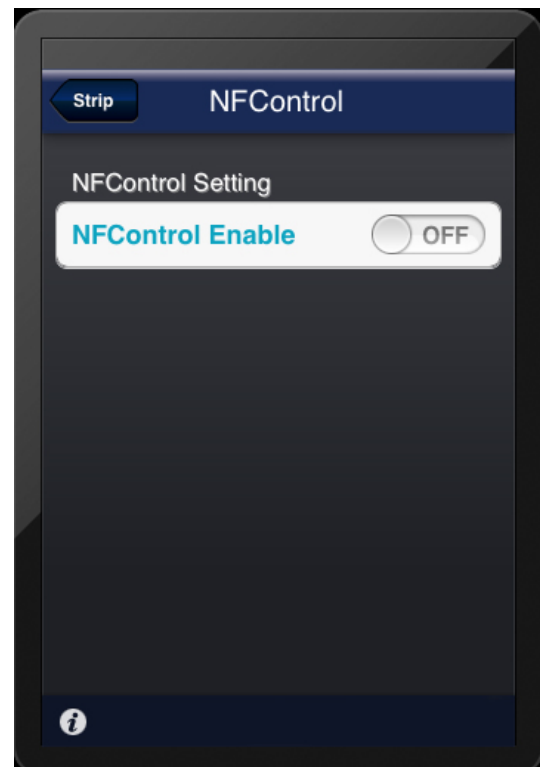 Strip
NFControl
NFControl Setting
NFControl Enable
OFF